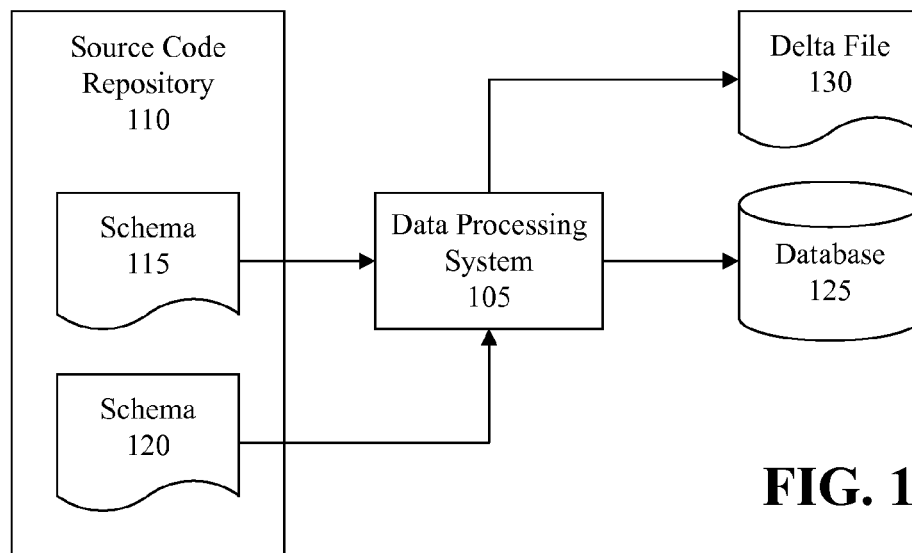 Source Code
Repository
110
Schema
115
Schema
120
Data Processing
System
105
Delta File
130
Database
125
FIG. 1